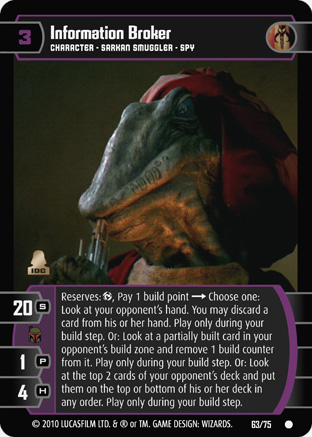 3
Information Broker
CHARACTER - SARKAN SMUGGLER - SPY
IDC
20 S
1 P
4 H
Reserves: , Pay 1 build point → Choose one:
Look at your opponent's hand. You may discard a
card from his or her hand. Play only during your
build step. Or: Look at a partially built card in your
opponent's build zone and remove 1 build counter
from it. Play only during your build step. Or: Look
at the top 2 cards of your opponent's deck and put
them on the top or bottom of his or her deck in
any order. Play only during your build step.
© 2010 LUCASFILM LTD. & ® or TM. GAME DESIGN: WIZARDS. 63/75